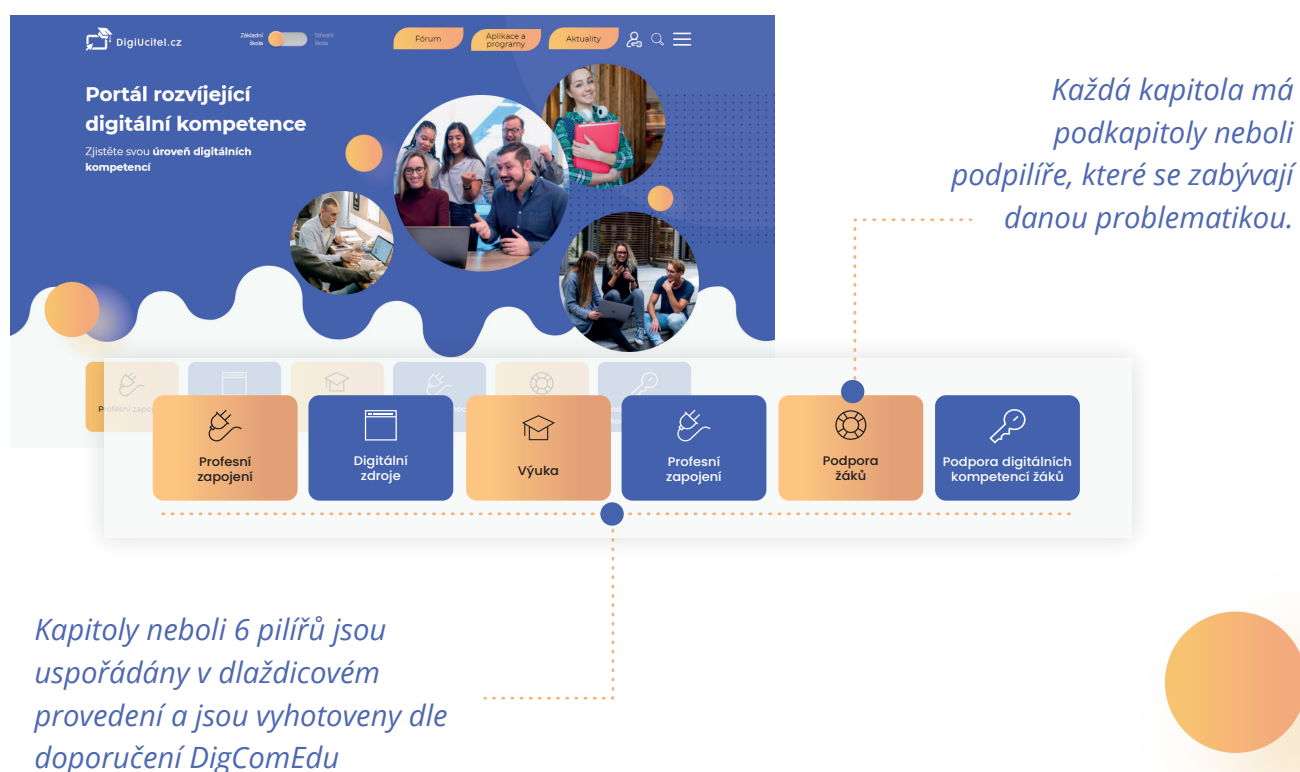 DigiUcitel.cz
Základní
škola
Střední
škola
Fórum
Aplikace a
programy
Aktuality
Portál rozvíjející
digitální kompetence
Zjistěte svou úroveň digitálních
kompetencí
Každá kapitola má
podkapitoly neboli
podpilíře, které se zabývají
danou problematikou.
Profesní
zapojení
Digitální
zdroje
Výuka
Profesní
zapojení
Podpora
žáků
Podpora digitálních
kompetencí žáků
Kapitoly neboli 6 pilířů jsou
uspořádány v dlaždicovém
provedení a jsou vyhotoveny dle
doporučení DigComEdu